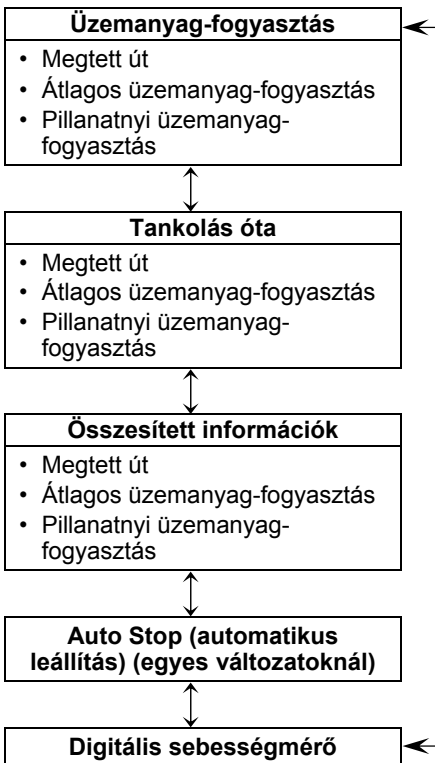 Üzemanyag-fogyasztás
• Megtett út
• Átlagos üzemanyag-fogyasztás
• Pillanatnyi üzemanyag-
fogyasztás
Tankolás óta
• Megtett út
• Átlagos üzemanyag-fogyasztás
• Pillanatnyi üzemanyag-
fogyasztás
Összesített információk
• Megtett út
• Átlagos üzemanyag-fogyasztás
• Pillanatnyi üzemanyag-
fogyasztás
Auto Stop (automatikus
leállítás) (egyes változatoknál)
Digitális sebességmérő